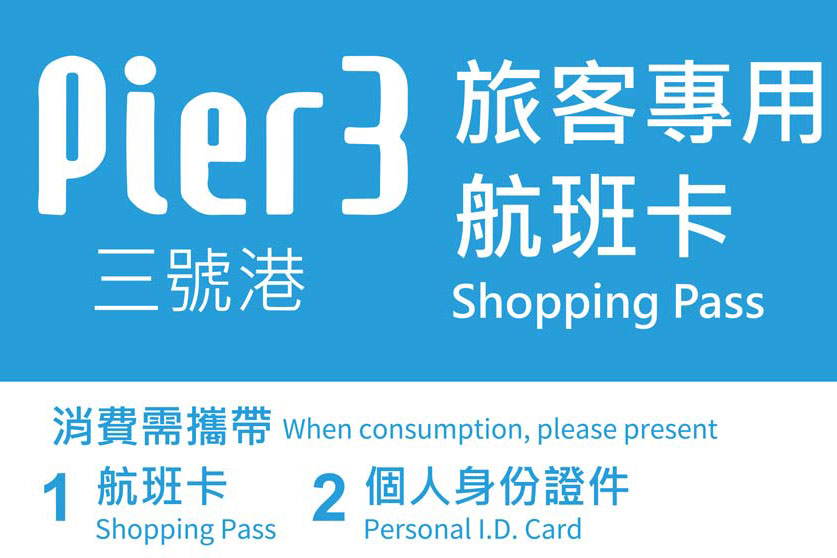 Pier3
三號港
旅客專用
航班卡
Shopping Pass
消費需攜帶 When consumption, please present
1 航班卡
Shopping Pass
2 個人身份證件
Personal I.D. Card